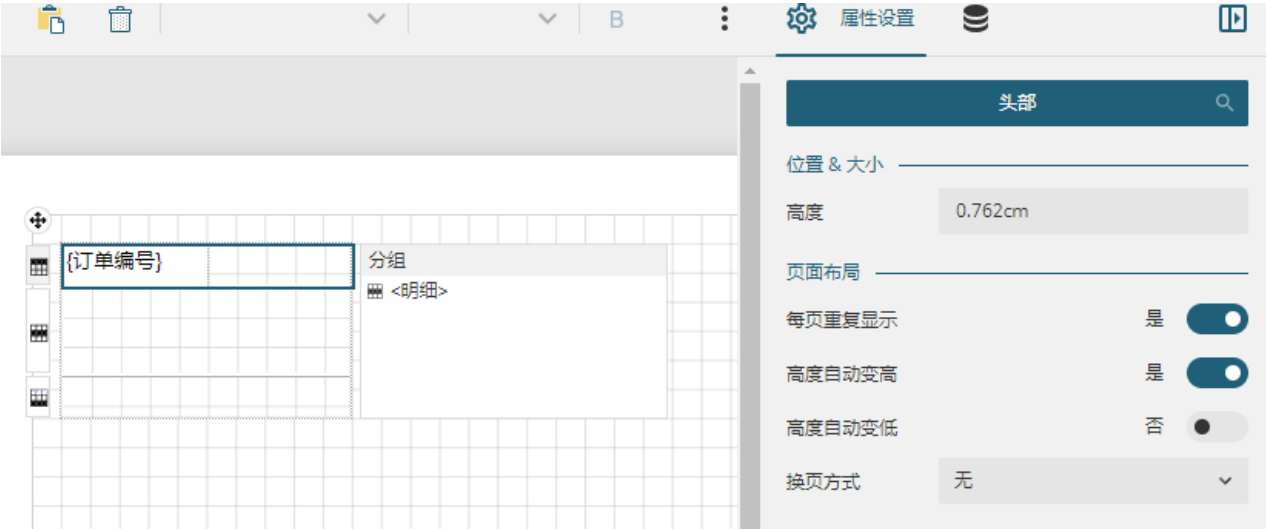 B
属性设置
头部
位置 & 大小
高度
0.762cm
{订单编号}
分组
<明细>
页面布局
每页重复显示
是
高度自动变高
是
高度自动变低
否
换页方式
无